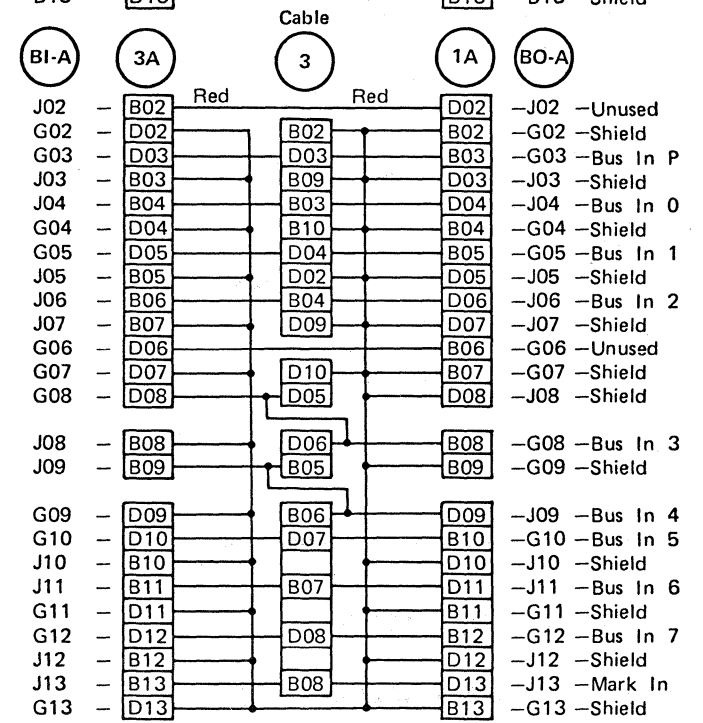 Cable
BI-A 3A 3 1A BO-A
Red Red
J02 – B02 D02 –J02 –Unused
G02 – D02 B02 B02 –G02 –Shield
G03 – D03 D03 B03 –G03 –Bus In P
J03 – B03 B09 D03 –J03 –Shield
J04 – B04 B03 D04 –J04 –Bus In 0
G04 – D04 B10 B04 –G04 –Shield
G05 – D05 D04 B05 –G05 –Bus In 1
J05 – B05 D02 D05 –J05 –Shield
J06 – B06 B04 D06 –J06 –Bus In 2
J07 – B07 D09 D07 –J07 –Shield
G06 – D06 B06 –G06 –Unused
G07 – D07 D10 B07 –G07 –Shield
G08 – D08 D05 D08 –J08 –Shield
J08 – B08 D06 B08 –G08 –Bus In 3
J09 – B09 B05 B09 –G09 –Shield
G09 – D09 B06 D09 –J09 –Bus In 4
G10 – D10 D07 B10 –G10 –Bus In 5
J10 – B10 D10 –J10 –Shield
J11 – B11 B07 D11 –J11 –Bus In 6
G11 – D11 B11 –G11 –Shield
G12 – D12 D08 B12 –G12 –Bus In 7
J12 – B12 D12 –J12 –Shield
J13 – B13 B08 D13 –J13 –Mark In
G13 – D13 B13 –G13 –Shield